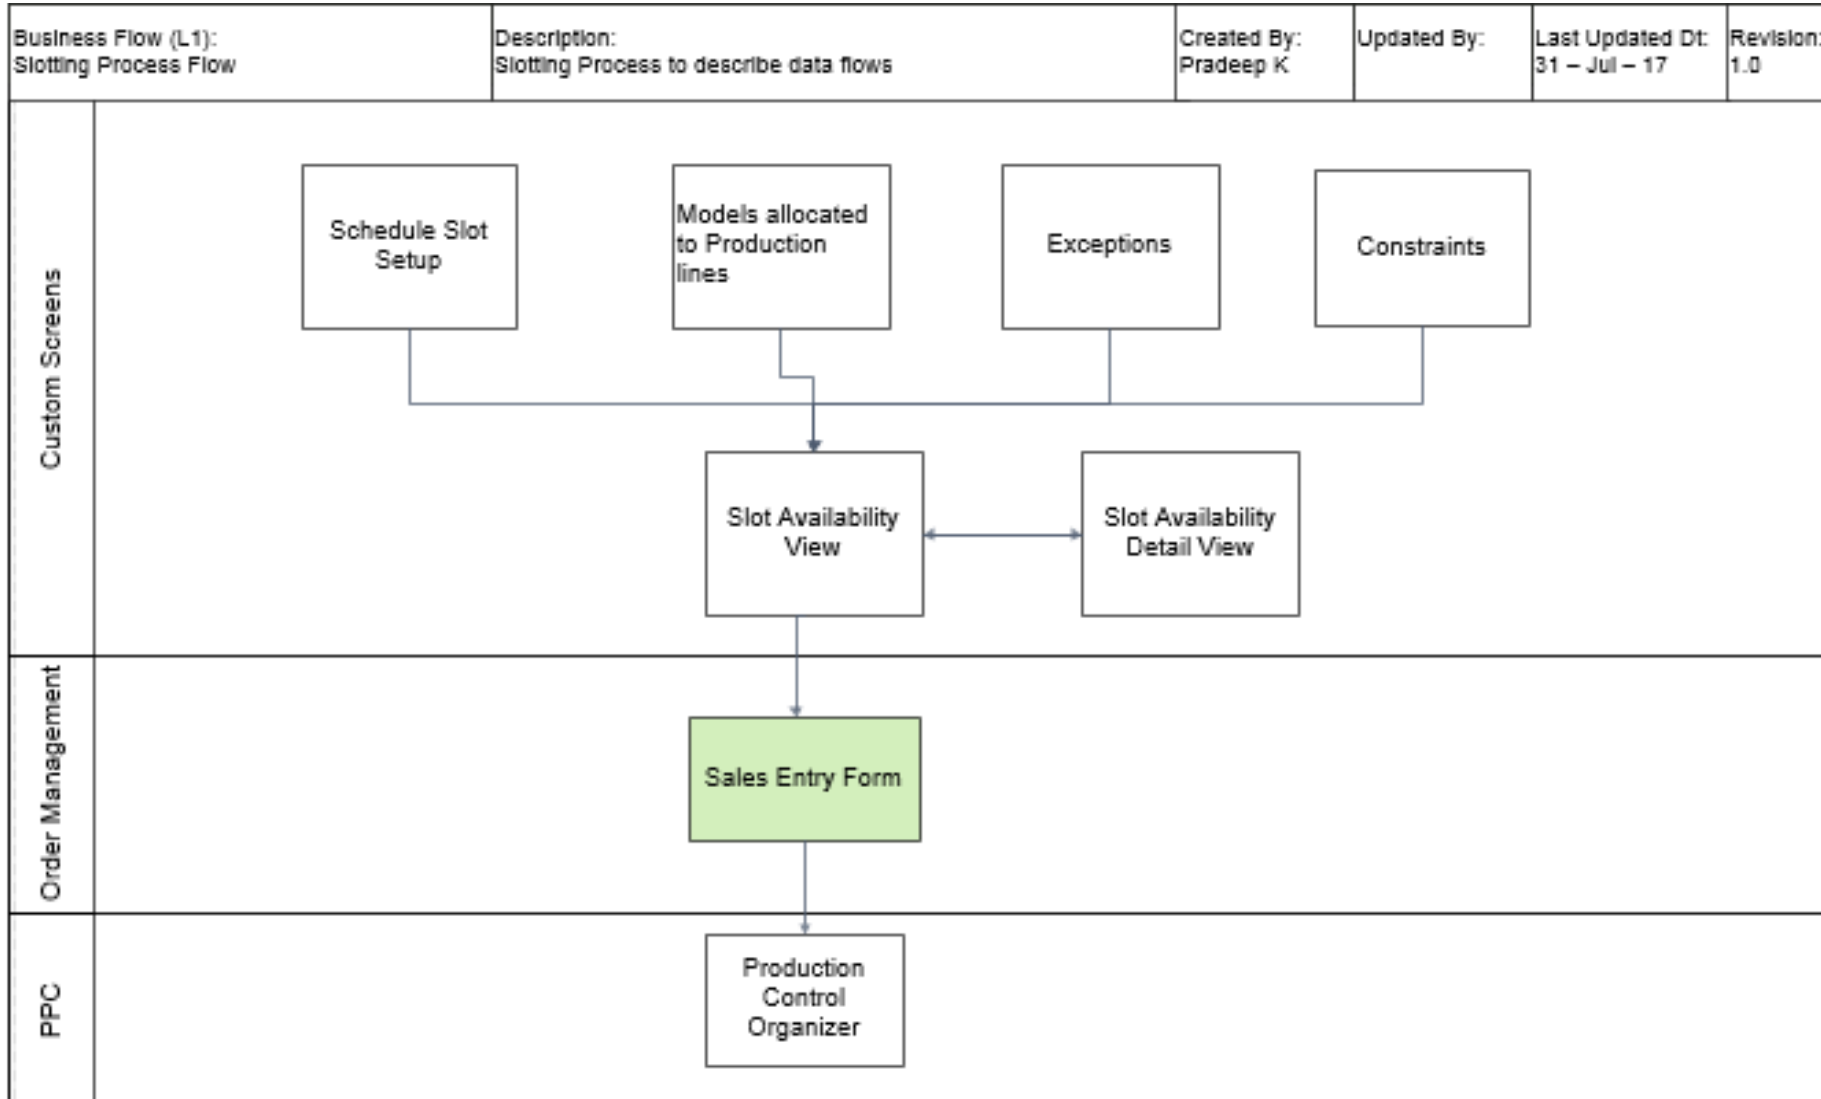 Business Flow (L1):
Slotting Process Flow
Description:
Slotting Process to describe data flows
Created By:
Pradeep K
Updated By:
Last Updated Dt:
31 – Jul – 17
Revision:
1.0
Custom Screens
Schedule Slot
Setup
Models allocated
to Production
lines
Exceptions
Constraints
Slot Availability
View
Slot Availability
Detail View
Order Management
Sales Entry Form
PPC
Production
Control
Organizer